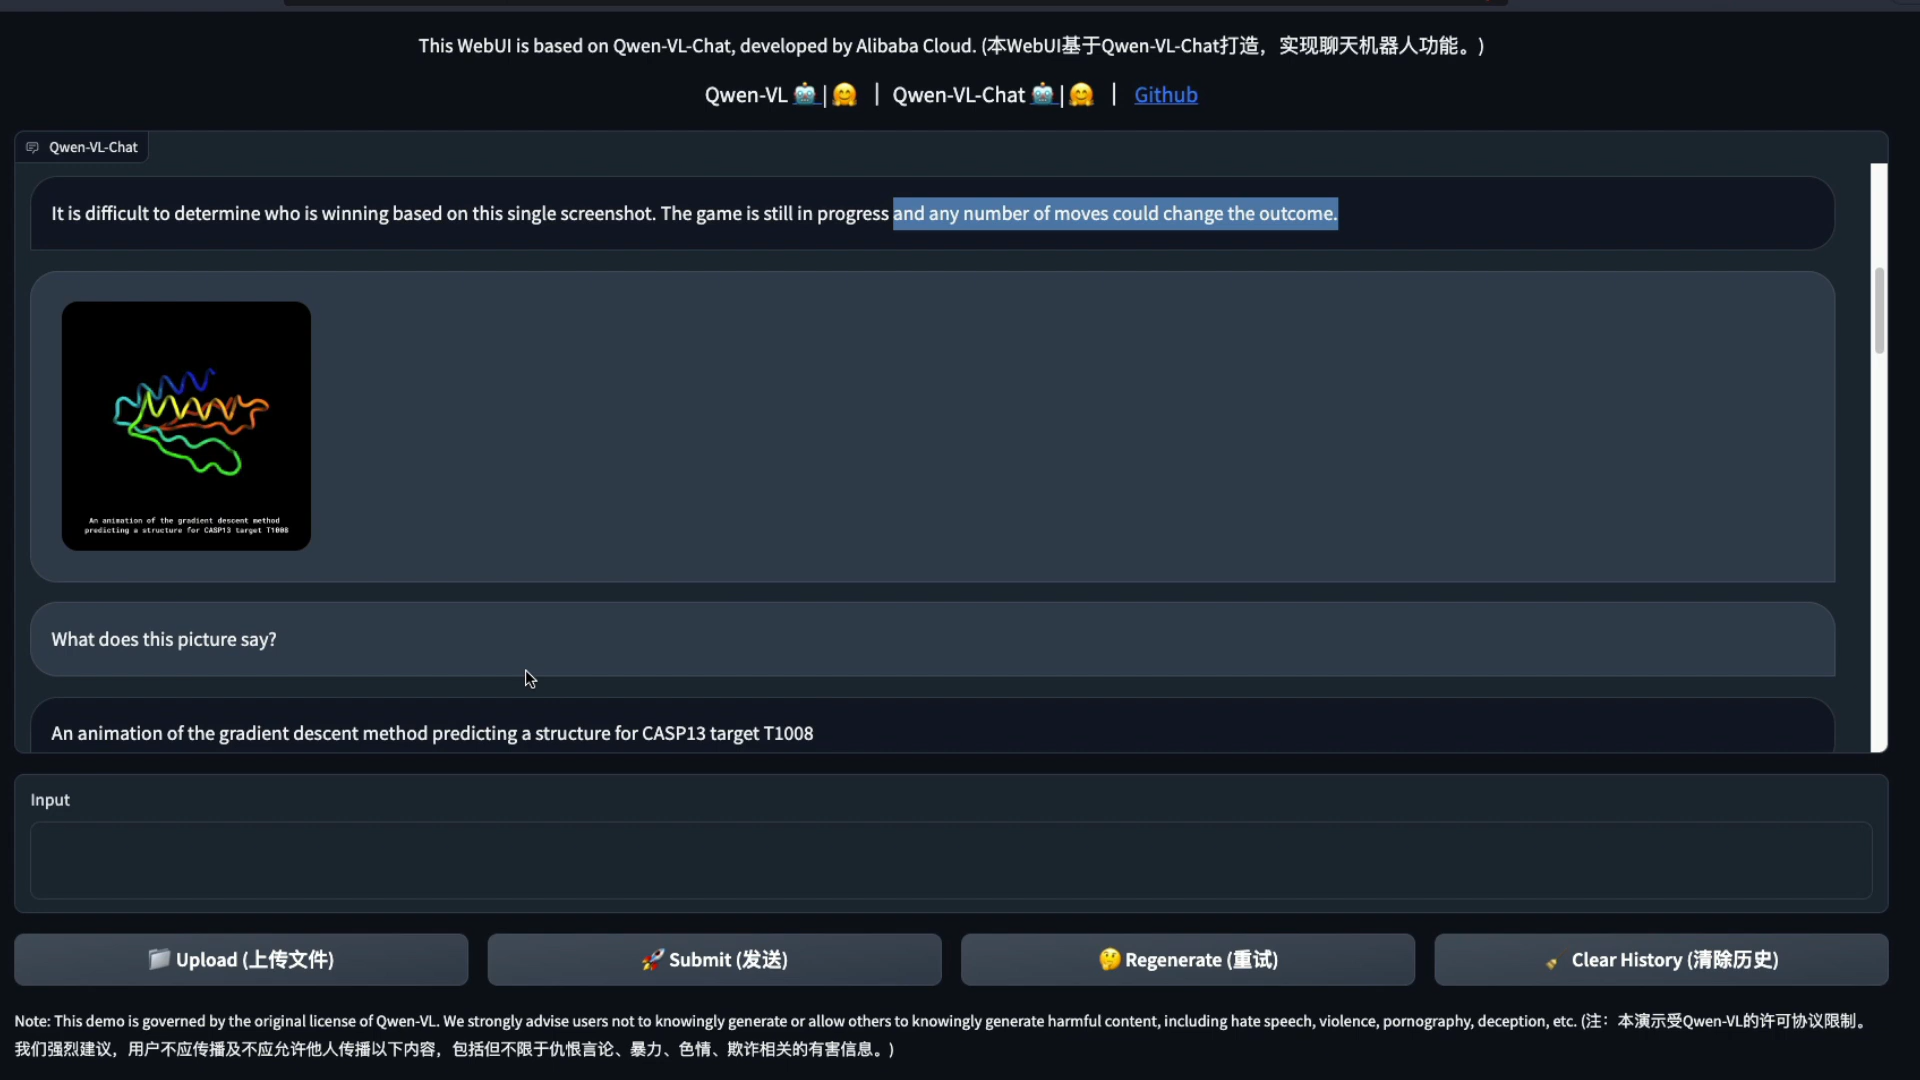 This WebUI is based on Qwen-VL-Chat, developed by Alibaba Cloud. (本WebUI基于Qwen-VL-Chat打造，实现聊天机器人功能。)
Qwen-VL 🤖 | 🤗 | Qwen-VL-Chat 🤖 | 🤗 | Github
Qwen-VL-Chat
It is difficult to determine who is winning based on this single screenshot. The game is still in progress and any number of moves could change the outcome.
An animation of the gradient descent method
predicting a structure for CASP13 target T1008
What does this picture say?
An animation of the gradient descent method predicting a structure for CASP13 target T1008
Input
📁 Upload (上传文件)
🚀 Submit (发送)
🤔 Regenerate (重试)
🧹 Clear History (清除历史)
Note: This demo is governed by the original license of Qwen-VL. We strongly advise users not to knowingly generate or allow others to knowingly generate harmful content, including hate speech, violence, pornography, deception, etc. (注：本演示受Qwen-VL的许可协议限制。
我们强烈建议，用户不应传播及不应允许他人传播以下内容，包括但不限于仇恨言论、暴力、色情、欺诈相关的有害信息。)